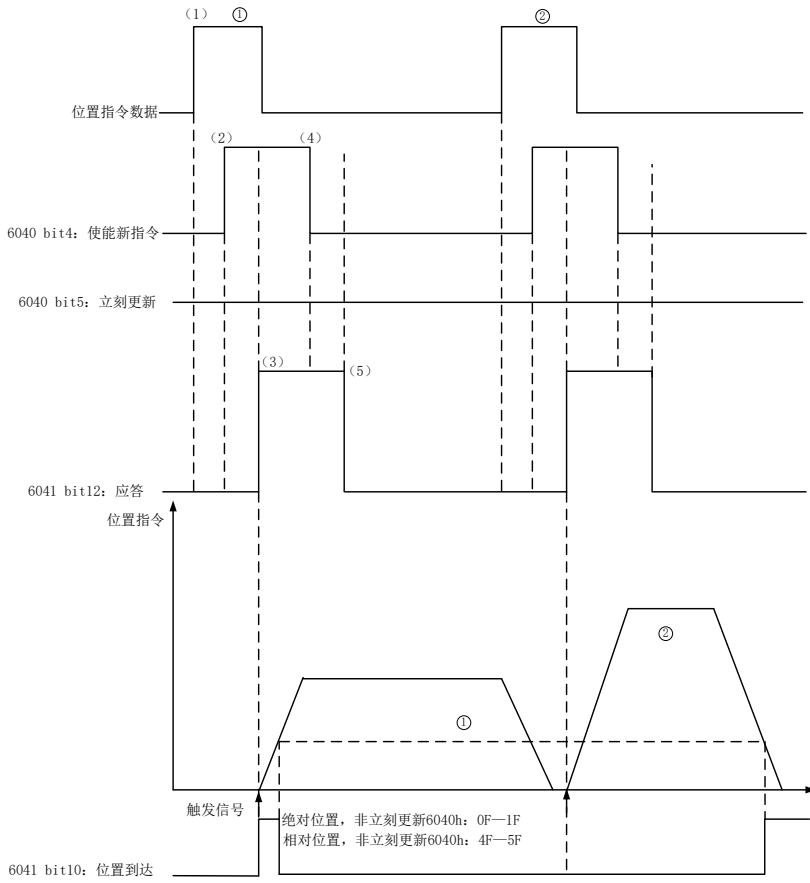 （1） ① ②
位置指令数据
（2） （4）
6040 bit4：使能新指令
6040 bit5：立刻更新
（3） （5）
6041 bit12：应答
位置指令
②
①
触发信号
绝对位置，非立刻更新6040h：0F—1F
相对位置，非立刻更新6040h：4F—5F
6041 bit10：位置到达